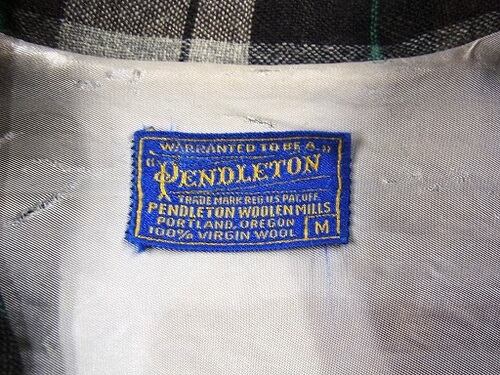 WARRANTED TO BE A "
"PENDLETON
TRADE MARK REG. U.S. PAT. OFF.
PENDLETON WOOLEN MILLS
PORTLAND, OREGON
100% VIRGIN WOOL
M